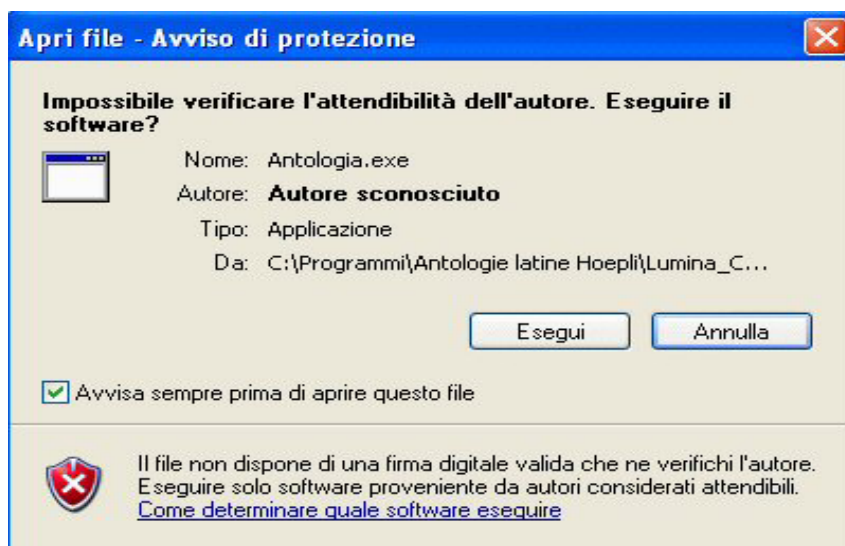 Apri file - Avviso di protezione
Impossibile verificare l'attendibilità dell'autore. Eseguire il
software?
Nome: Antologia.exe
Autore: Autore sconosciuto
Tipo: Applicazione
Da: C:\Programmi\Antologie latine Hoepli\Lumina_C...
Esegui Annulla
Avvisa sempre prima di aprire questo file
Il file non dispone di una firma digitale valida che ne verifichi l'autore.
Eseguire solo software proveniente da autori considerati attendibili.
Come determinare quale software eseguire